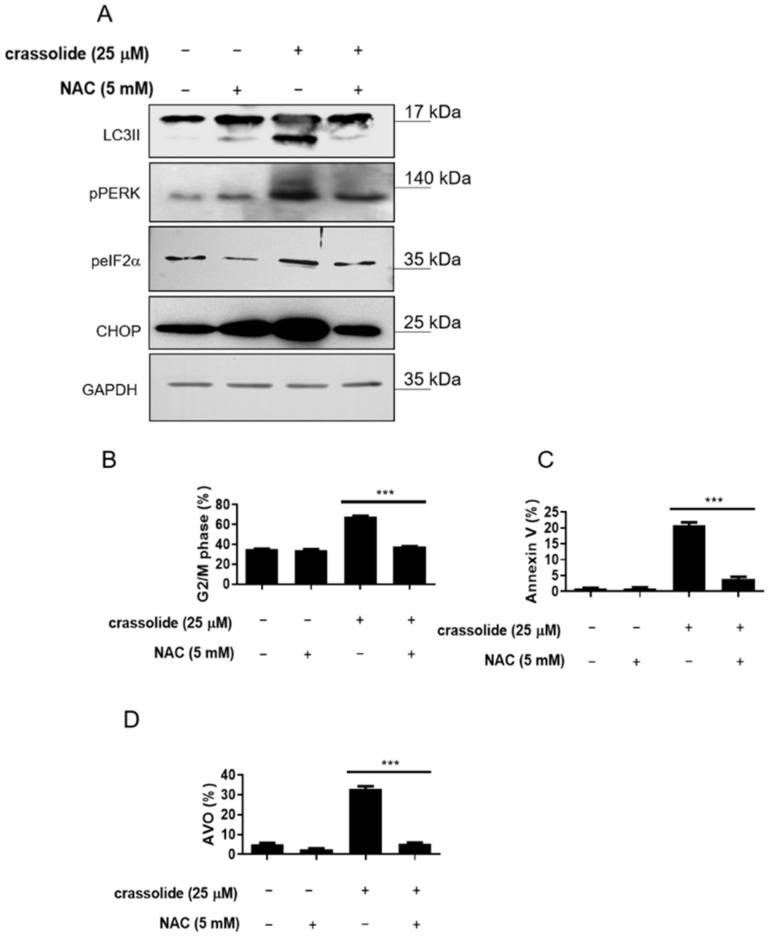 A
crassolide (25 μM) − − + +
NAC (5 mM) − + − +
LC3II 17 kDa
pPERK 140 kDa
peIF2α 35 kDa
CHOP 25 kDa
GAPDH 35 kDa
B
G2/M phase (%)
80
60
40
20
0
***
crassolide (25 μM) − − + +
NAC (5 mM) − + − +
C
Annexin V (%)
25
20
15
10
5
0
***
crassolide (25 μM) − − + +
NAC (5 mM) − + − +
D
AVO (%)
40
30
20
10
0
***
crassolide (25 μM) − − + +
NAC (5 mM) − + − +